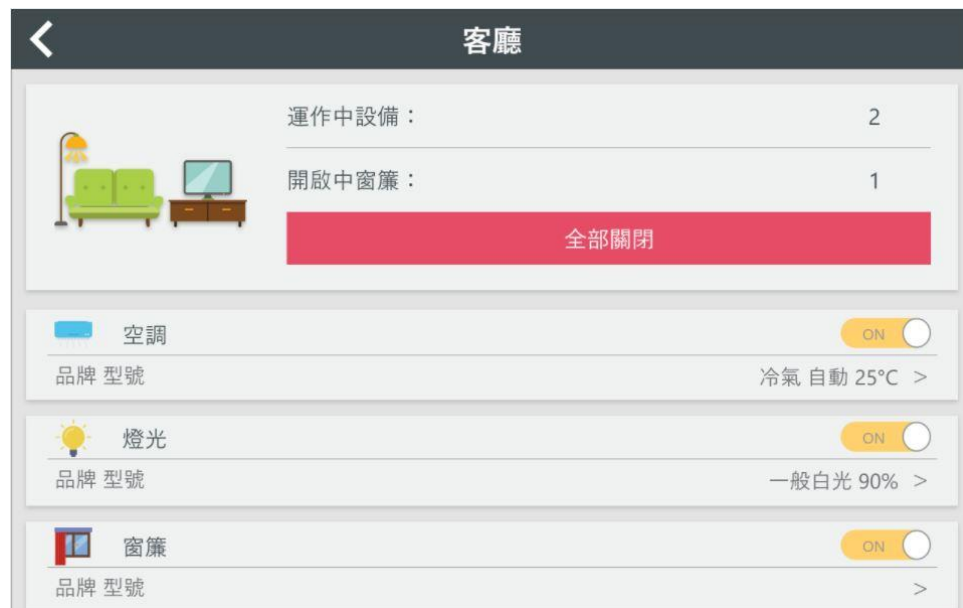 客廳
運作中設備： 2
開啟中窗簾： 1
全部關閉
空調 ON
品牌 型號 冷氣 自動 25°C >
燈光 ON
品牌 型號 一般白光 90% >
窗簾 ON
品牌 型號 >